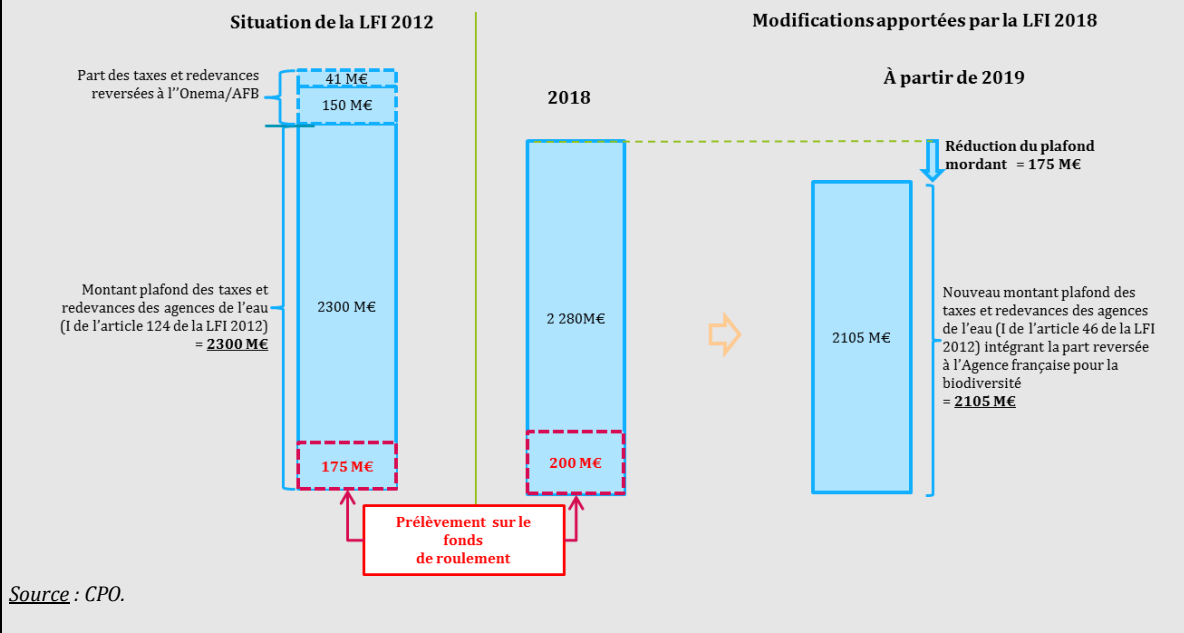 Situation de la LFI 2012
Modifications apportées par la LFI 2018
Part des taxes et redevances
reversées à l''Onema/AFB
41 M€
150 M€
Montant plafond des taxes et
redevances des agences de l'eau
(I de l'article 124 de la LFI 2012)
= 2300 M€
2300 M€
175 M€
2018
2 280M€
200 M€
Prélèvement sur le
fonds
de roulement
À partir de 2019
Réduction du plafond
mordant = 175 M€
2105 M€
Nouveau montant plafond des
taxes et redevances des agences
de l'eau (I de l'article 46 de la LFI
2012) intégrant la part reversée
à l'Agence française pour la
biodiversité
= 2105 M€
Source : CPO.